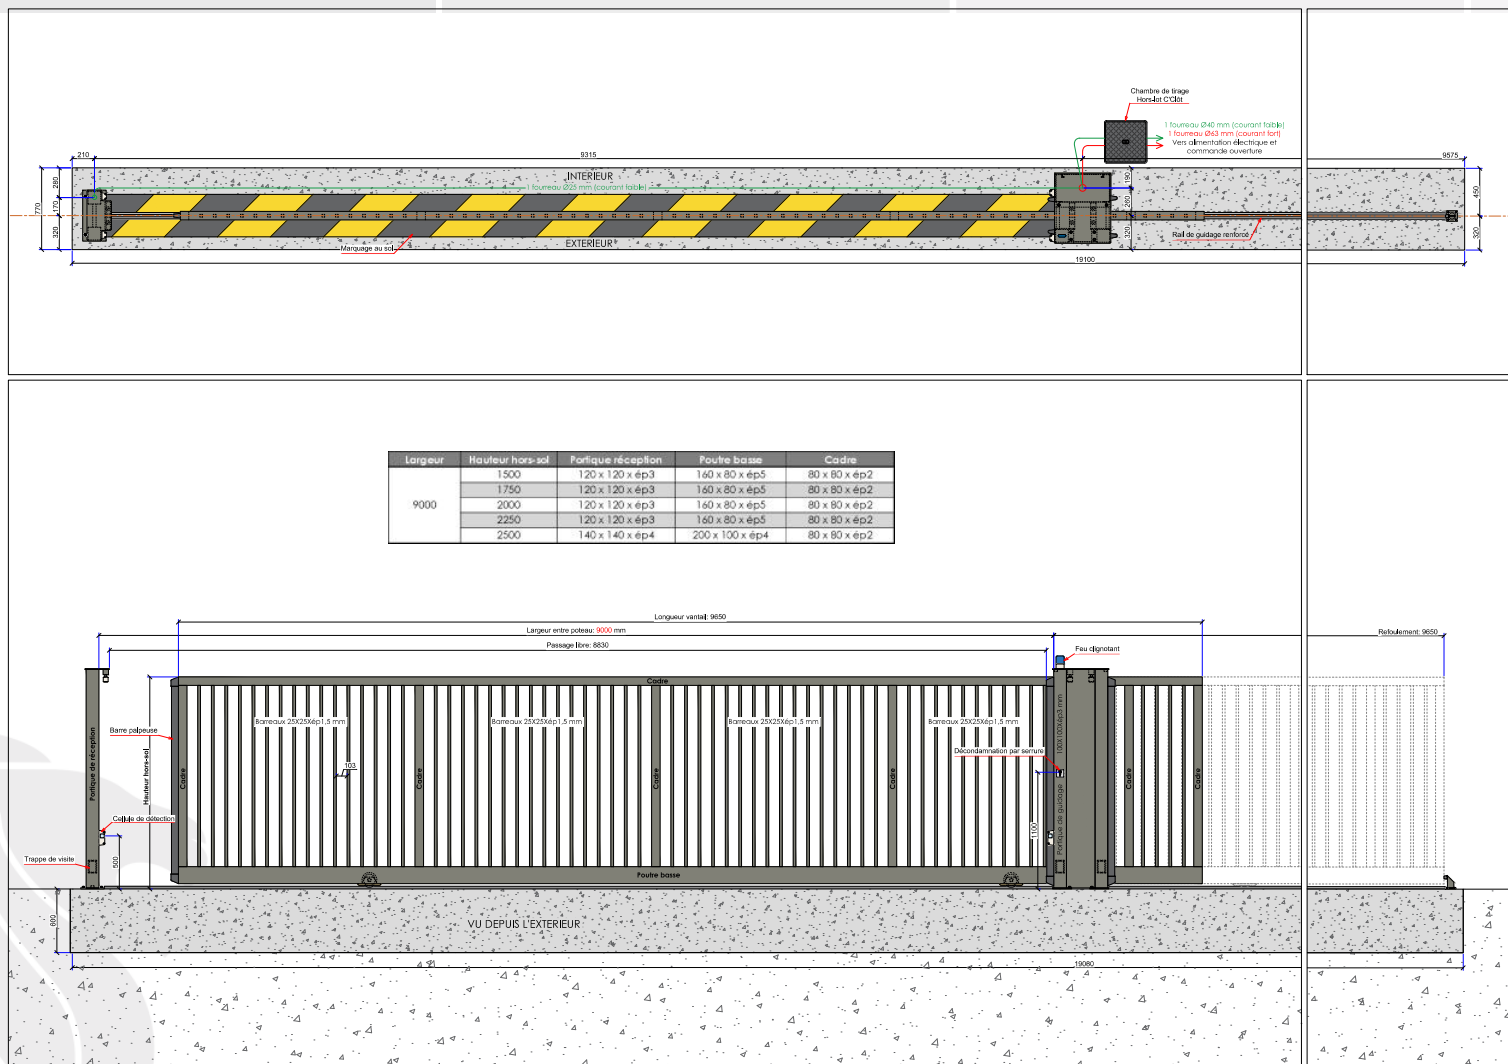 Chambre de tirage
Hors-lot C'Clôt
1 fourreau Ø40 mm (courant faible)
1 fourreau Ø63 mm (courant fort)
Vers alimentation électrique et
commande ouverture
210
9315
9575
INTERIEUR
1 fourreau Ø25 mm (courant faible)
280
170
770
320
190
260
320
450
320
EXTERIEUR
Marquage au sol
Rail de guidage renforcé
19100
Largeur Hauteur hors-sol Portique réception Poutre basse Cadre
9000
1500 120 x 120 x ép3 160 x 80 x ép5 80 x 80 x ép2
1750 120 x 120 x ép3 160 x 80 x ép5 80 x 80 x ép2
2000 120 x 120 x ép3 160 x 80 x ép5 80 x 80 x ép2
2250 120 x 120 x ép3 160 x 80 x ép5 80 x 80 x ép2
2500 140 x 140 x ép4 200 x 100 x ép4 80 x 80 x ép2
Longueur vantail: 9650
Largeur entre poteau: 9000 mm
Refoulement: 9650
Passage libre: 8830
Feu clignotant
Cadre
Barreaux 25X25Xép1,5 mm
Barreaux 25X25Xép1,5 mm
Barreaux 25X25Xép1,5 mm
Barreaux 25X25Xép1,5 mm
Barre palpeuse
Décondamnation par serrure
103
Portique de réception
Hauteur hors-sol
Cadre
Cadre
Cadre
Portique de guidage 100X100Xép3 mm
Cadre
Cadre
Cellule de détection
1100
Trappe de visite
500
Poutre basse
600
VU DEPUIS L'EXTERIEUR
19080